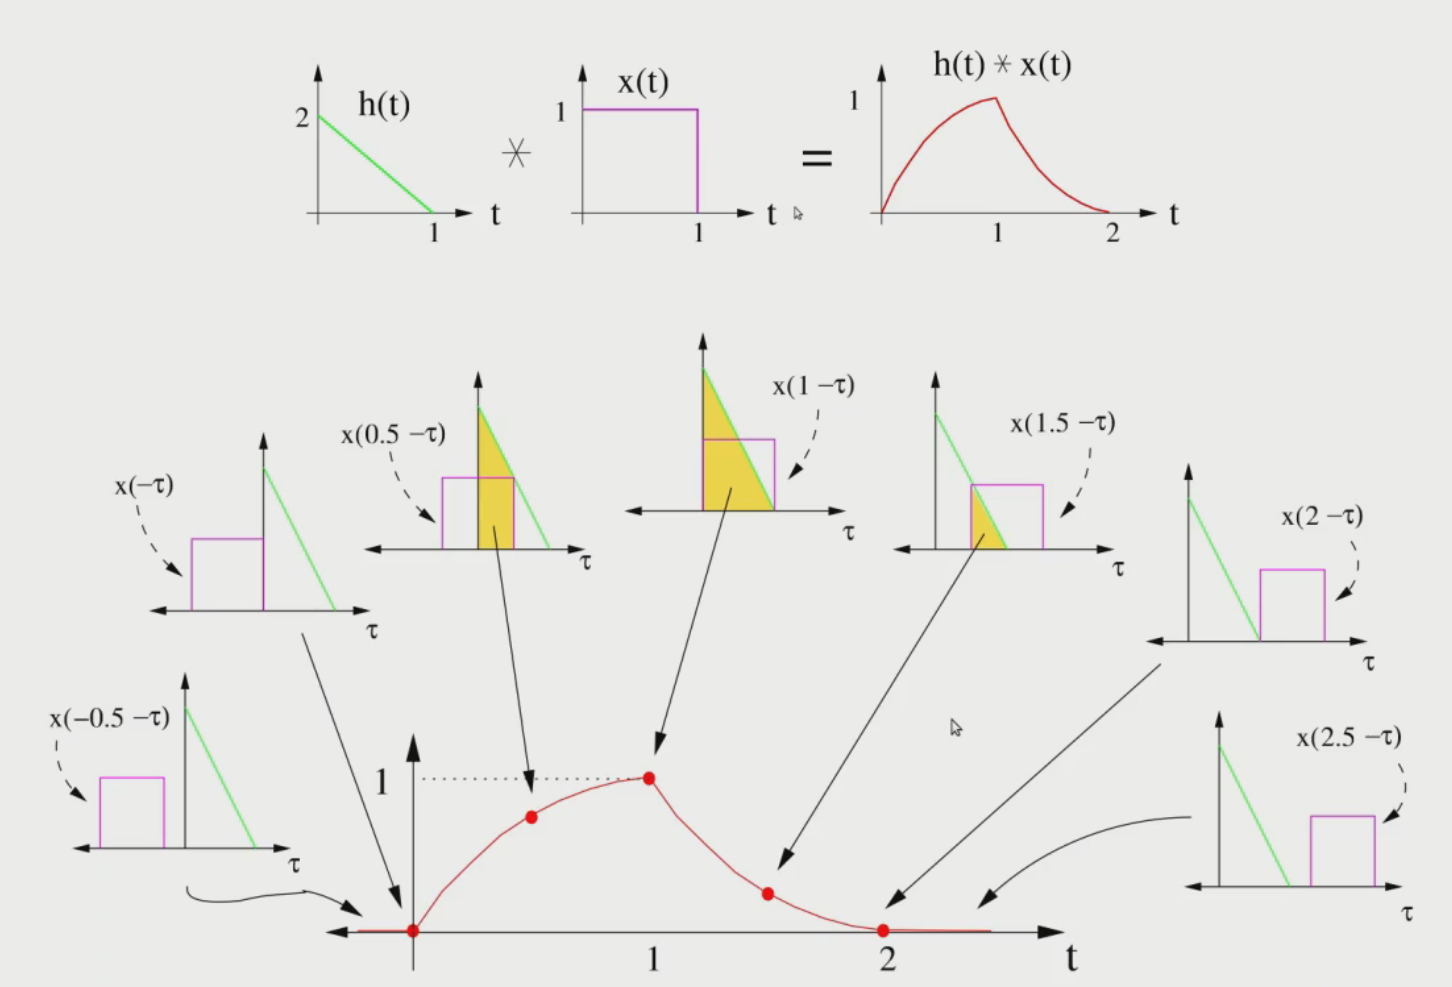 h(t)
2
1
t
*
x(t)
1
1
t
=
h(t) * x(t)
1
1
2
t
x(−τ)
τ
x(0.5 −τ)
τ
x(1 −τ)
τ
x(1.5 −τ)
τ
x(2 −τ)
τ
x(−0.5 −τ)
τ
x(2.5 −τ)
τ
1
1
2
t